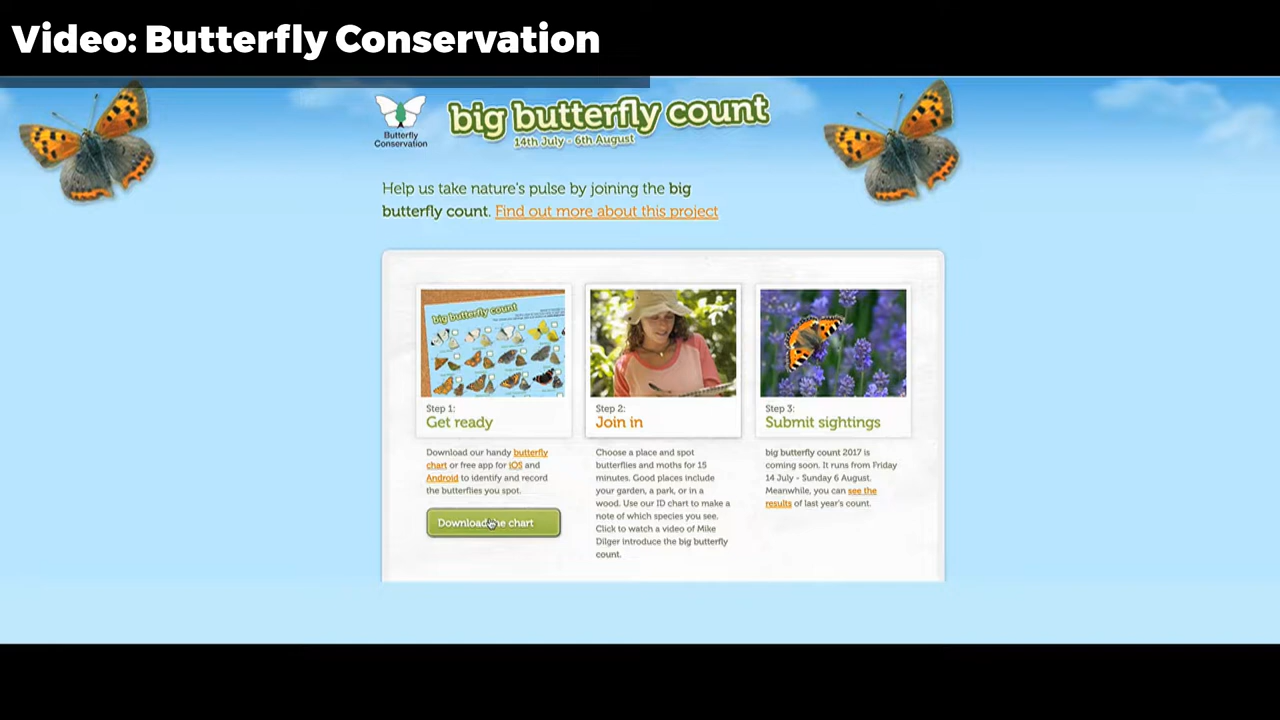 Video: Butterfly Conservation
Butterfly
Conservation
big butterfly count
14th July - 6th August
Help us take nature's pulse by joining the big
butterfly count. Find out more about this project
big butterfly count
Step 1:
Get ready
Download our handy butterfly
chart or free app for iOS and
Android to identify and record
the butterflies you spot.
Download the chart
Step 2:
Join in
Choose a place and spot
butterflies and moths for 15
minutes. Good places include
your garden, a park, or in a
wood. Use our ID chart to make a
note of which species you see.
Click to watch a video of Mike
Dilger introduce the big butterfly
count.
Step 3:
Submit sightings
big butterfly count 2017 is
coming soon. It runs from Friday
14 July - Sunday 6 August.
Meanwhile, you can see the
results of last year's count.